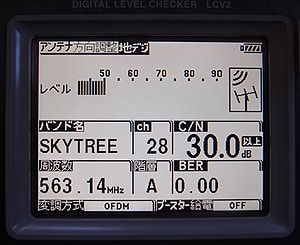 DIGITAL LEVEL CHECKER LCV2
アンテナ方向調整 地デジ
50 . 60 . 70 . 80 . 90
レベル
バンド名 ch C/N
SKYTREE 28 30.0 以上 dB
周波数 階層 BER
563.14MHz A 0.00
変調方式 OFDM ブースター給電 OFF